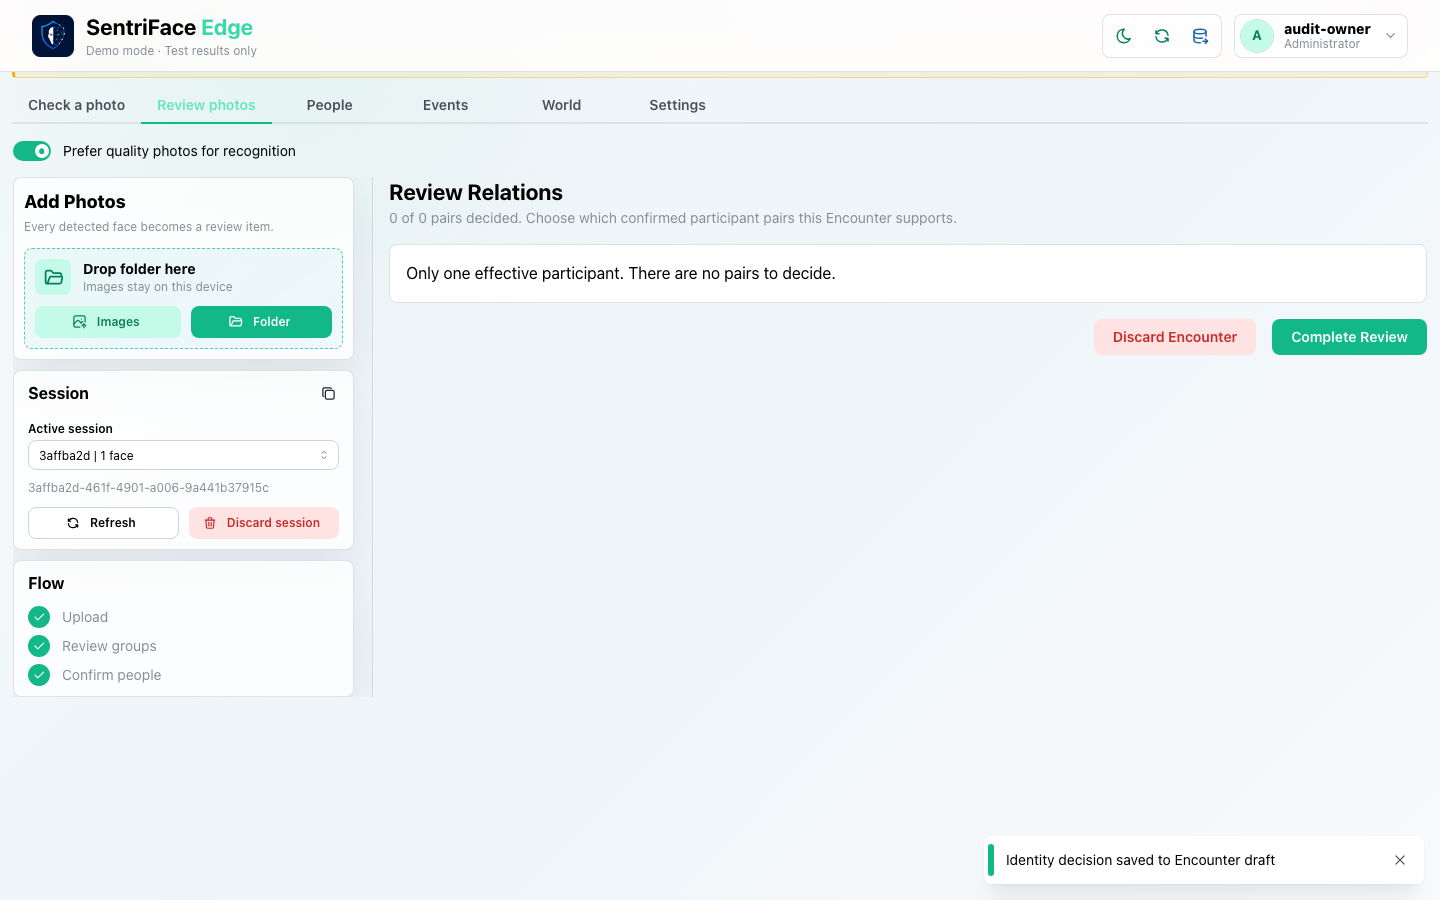 SentriFace Edge
Demo mode · Test results only
A
audit-owner
Administrator
Check a photo
Review photos
People
Events
World
Settings
Prefer quality photos for recognition
Add Photos
Every detected face becomes a review item.
Drop folder here
Images stay on this device
Images
Folder
Session
Active session
3affba2d | 1 face
3affba2d-461f-4901-a006-9a441b37915c
Refresh
Discard session
Flow
Upload
Review groups
Confirm people
Review Relations
0 of 0 pairs decided. Choose which confirmed participant pairs this Encounter supports.
Only one effective participant. There are no pairs to decide.
Discard Encounter
Complete Review
Identity decision saved to Encounter draft